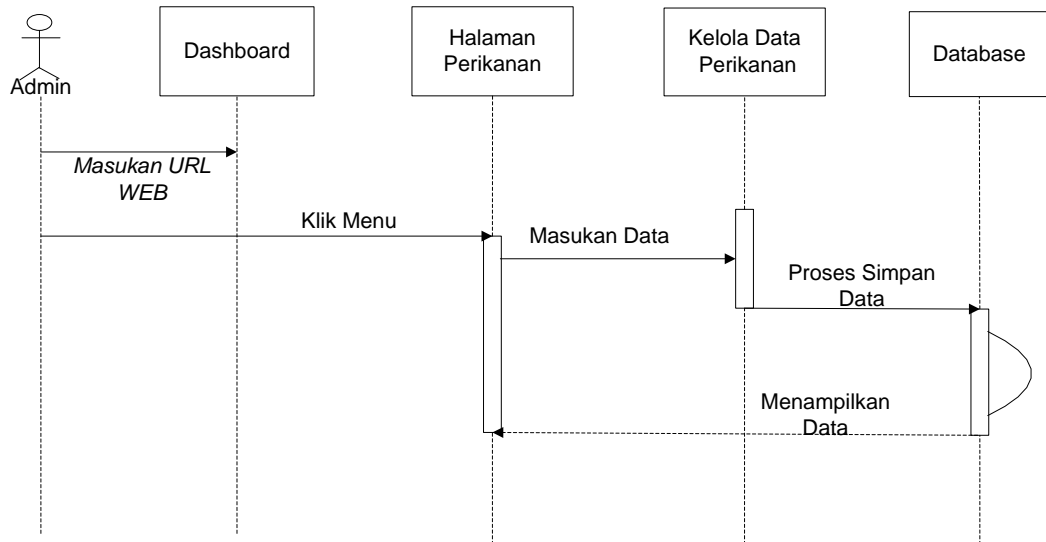 Admin
Dashboard
Halaman
Perikanan
Kelola Data
Perikanan
Database
Masukan URL
WEB
Klik Menu
Masukan Data
Proses Simpan
Data
Menampilkan
Data